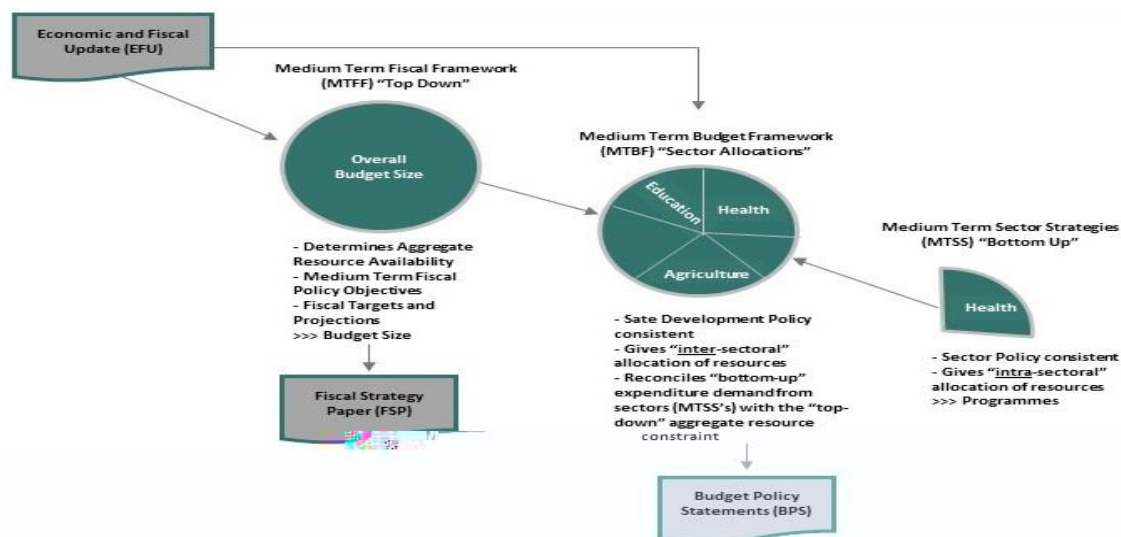 Economic and Fiscal
Update (EFU)
Medium Term Fiscal Framework
(MTFF) “Top Down”
Overall
Budget Size
- Determines Aggregate
Resource Availability
- Medium Term Fiscal
Policy Objectives
- Fiscal Targets and
Projections
>>> Budget Size
Fiscal Strategy
Paper (FSP)
Medium Term Budget Framework
(MTBF) “Sector Allocations”
Education
Health
Agriculture
- Sate Development Policy
consistent
- Gives “inter-sectoral”
allocation of resources
- Reconciles “bottom-up”
expenditure demand from
sectors (MTSS’s) with the “top-
down” aggregate resource
constraint
Budget Policy
Statements (BPS)
Medium Term Sector Strategies
(MTSS) “Bottom Up”
Health
- Sector Policy consistent
- Gives “intra-sectoral”
allocation of resources
>>> Programmes